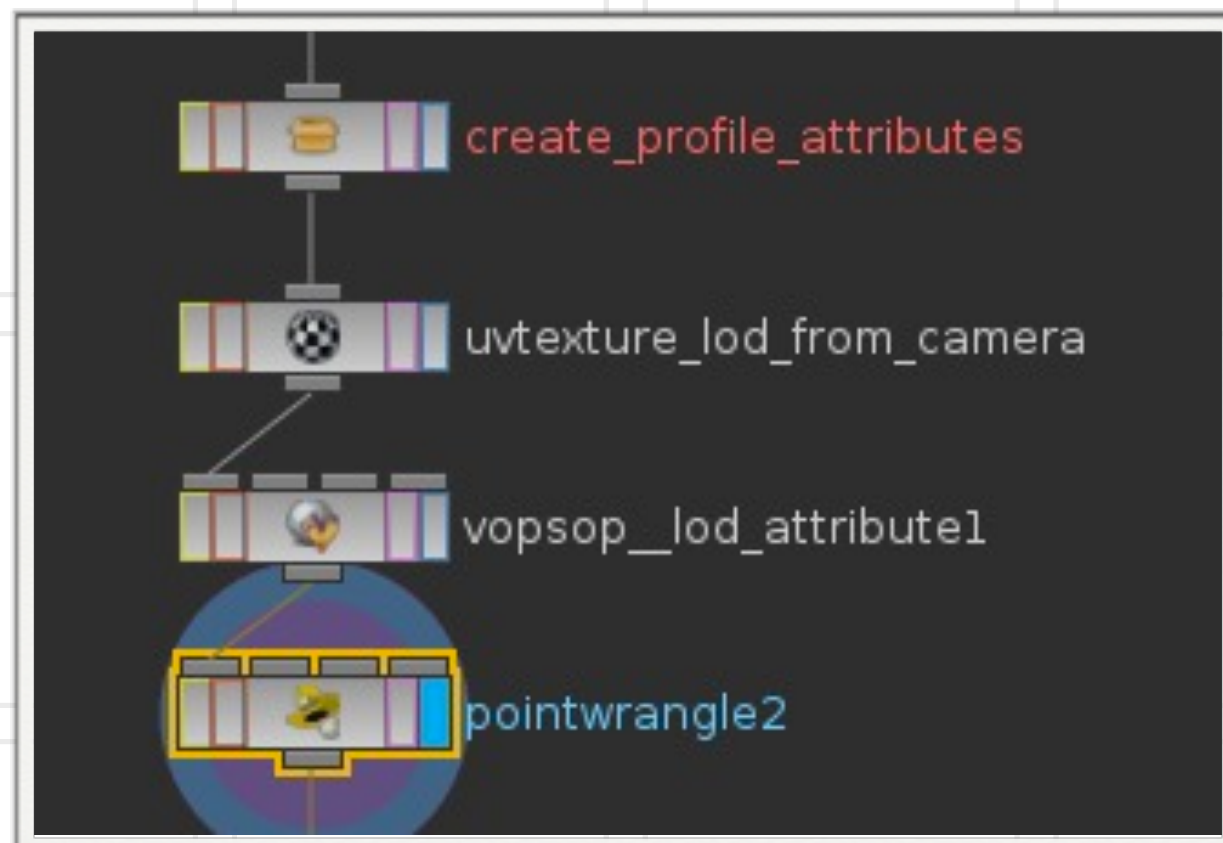 create_profile_attributes
uvtexture_lod_from_camera
vopsop__lod_attribute1
pointwrangle2